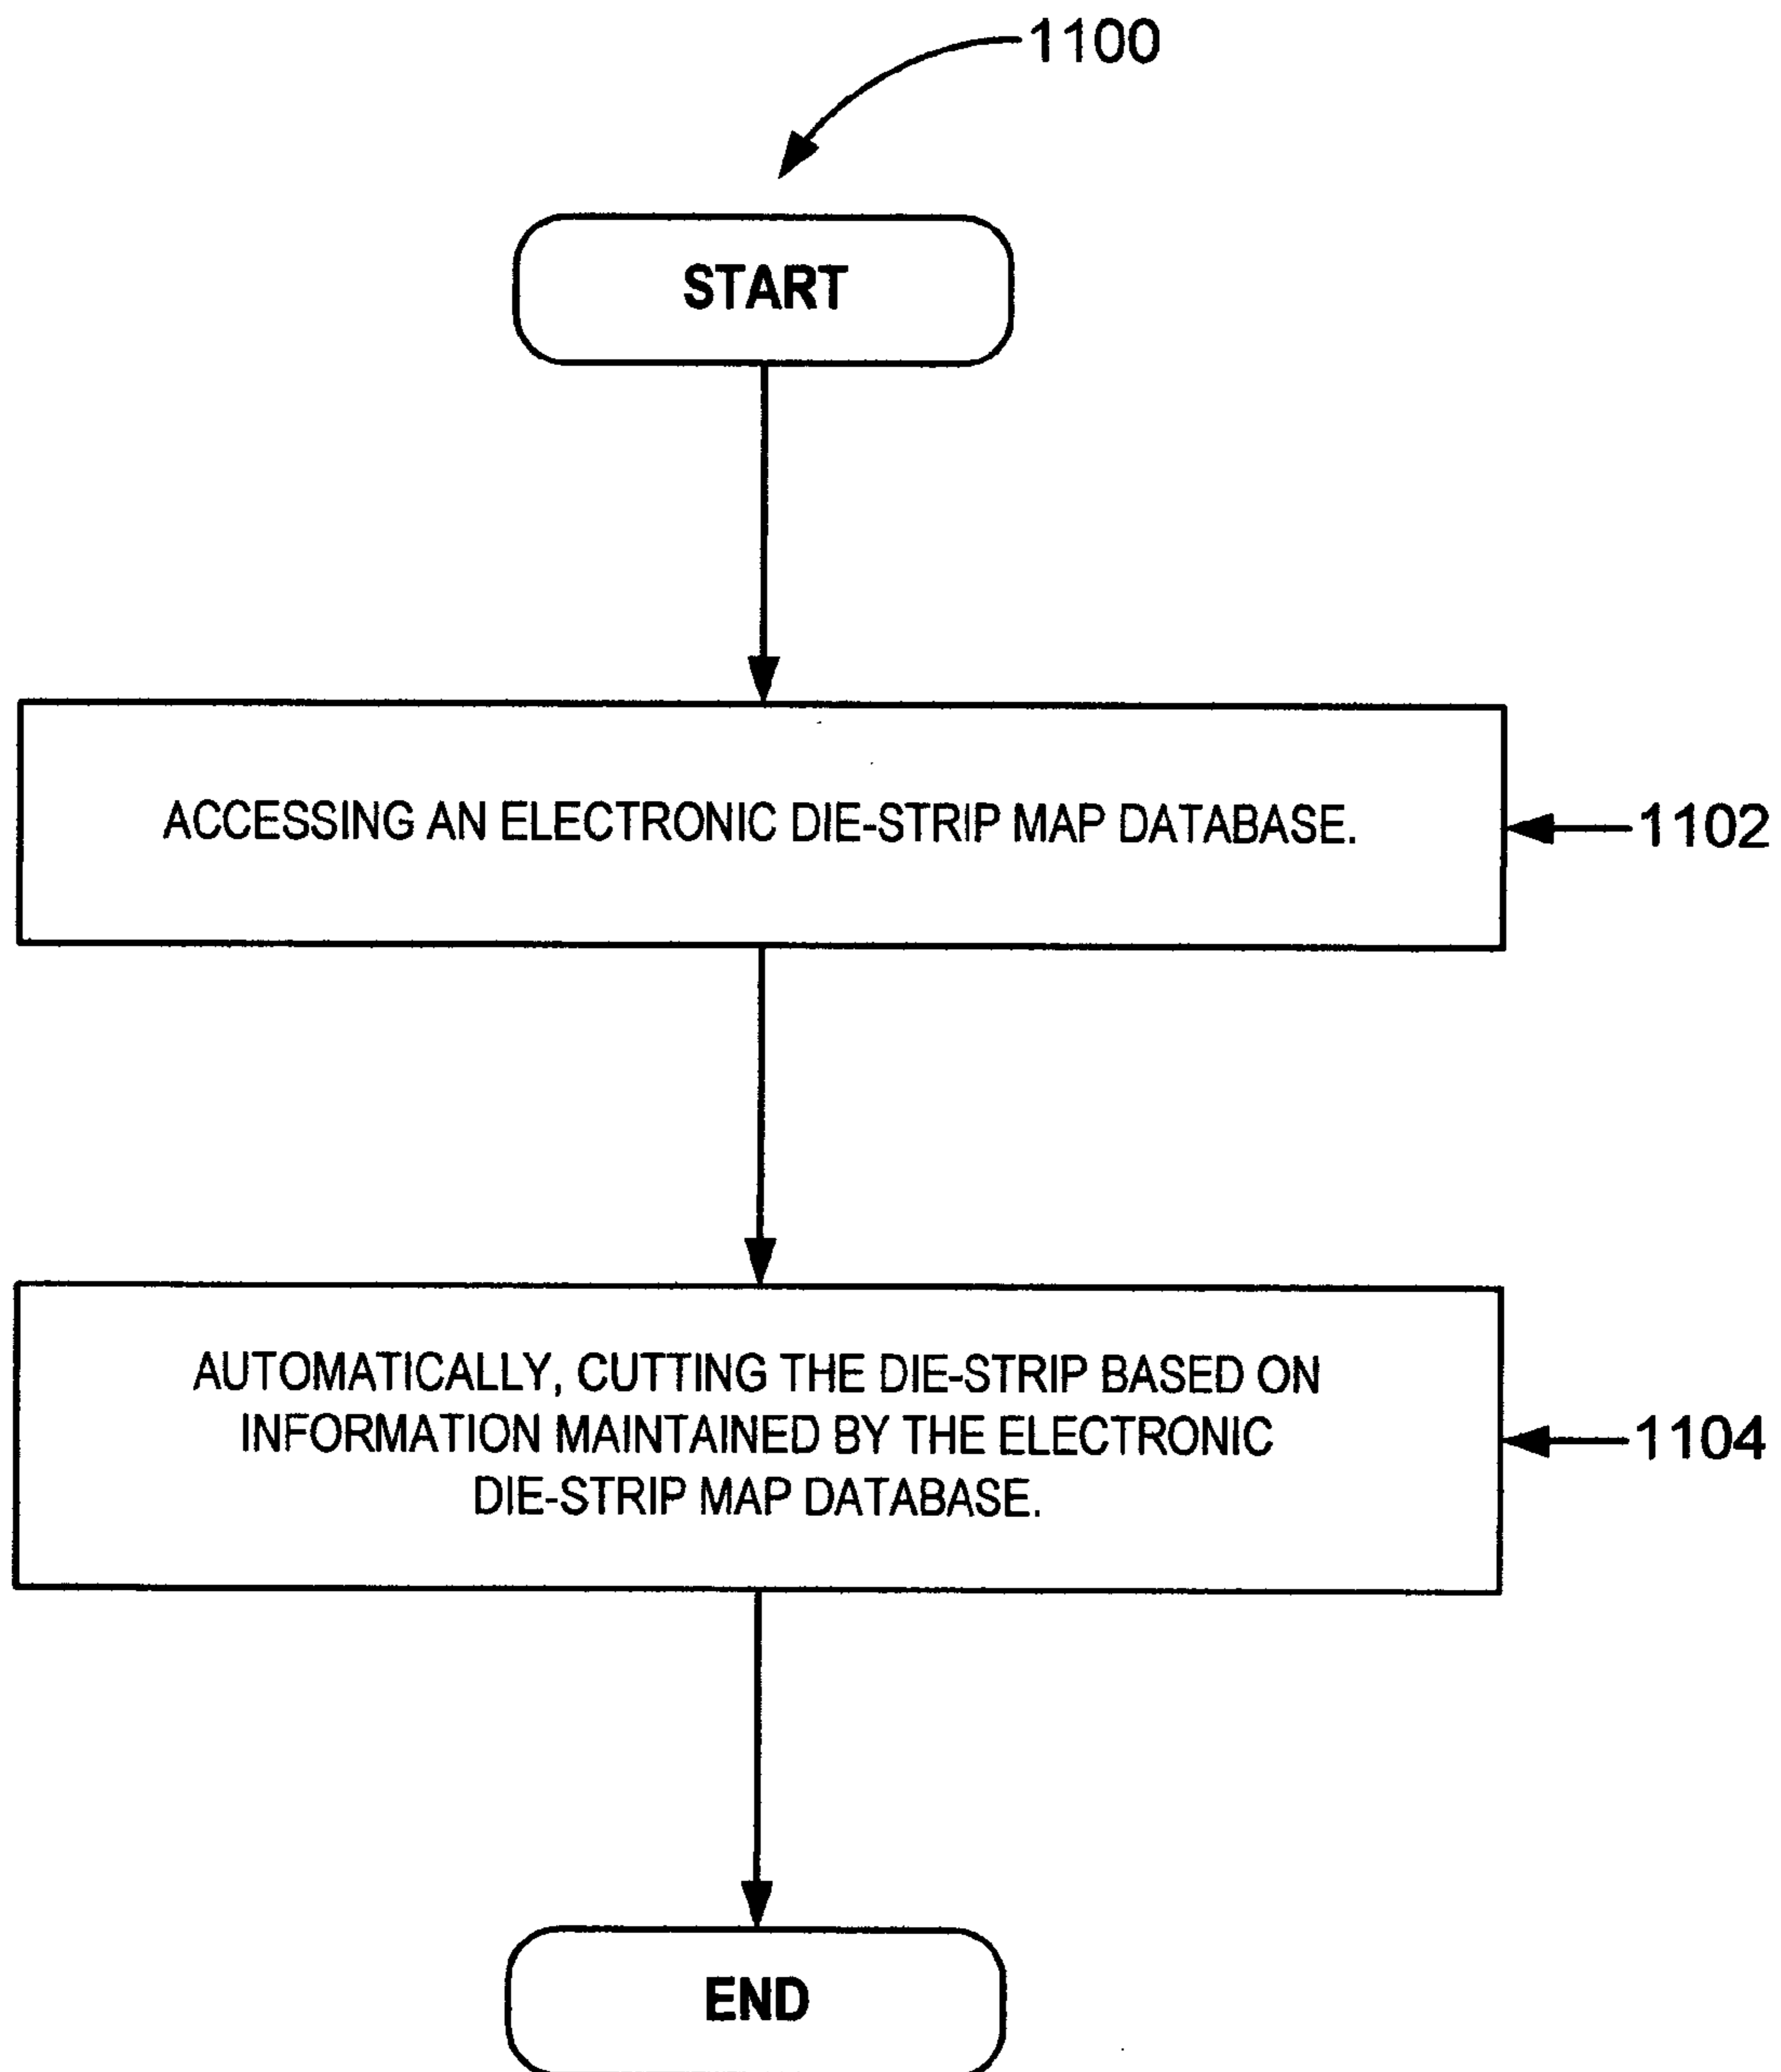 1100
START
ACCESSING AN ELECTRONIC DIE-STRIP MAP DATABASE.
1102
AUTOMATICALLY, CUTTING THE DIE-STRIP BASED ON
INFORMATION MAINTAINED BY THE ELECTRONIC
DIE-STRIP MAP DATABASE.
1104
END